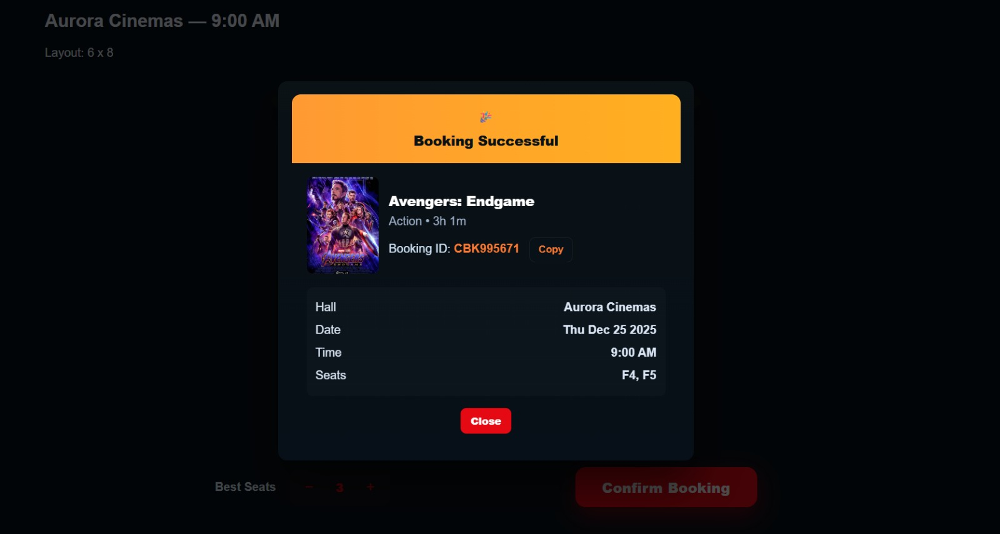 Aurora Cinemas — 9:00 AM
Layout: 6 x 8
Booking Successful
Avengers: Endgame
Action • 3h 1m
Booking ID: CBK995671 Copy
AVENGERS
ENDGAME
Hall Aurora Cinemas
Date Thu Dec 25 2025
Time 9:00 AM
Seats F4, F5
Close
Best Seats − 3 + Confirm Booking